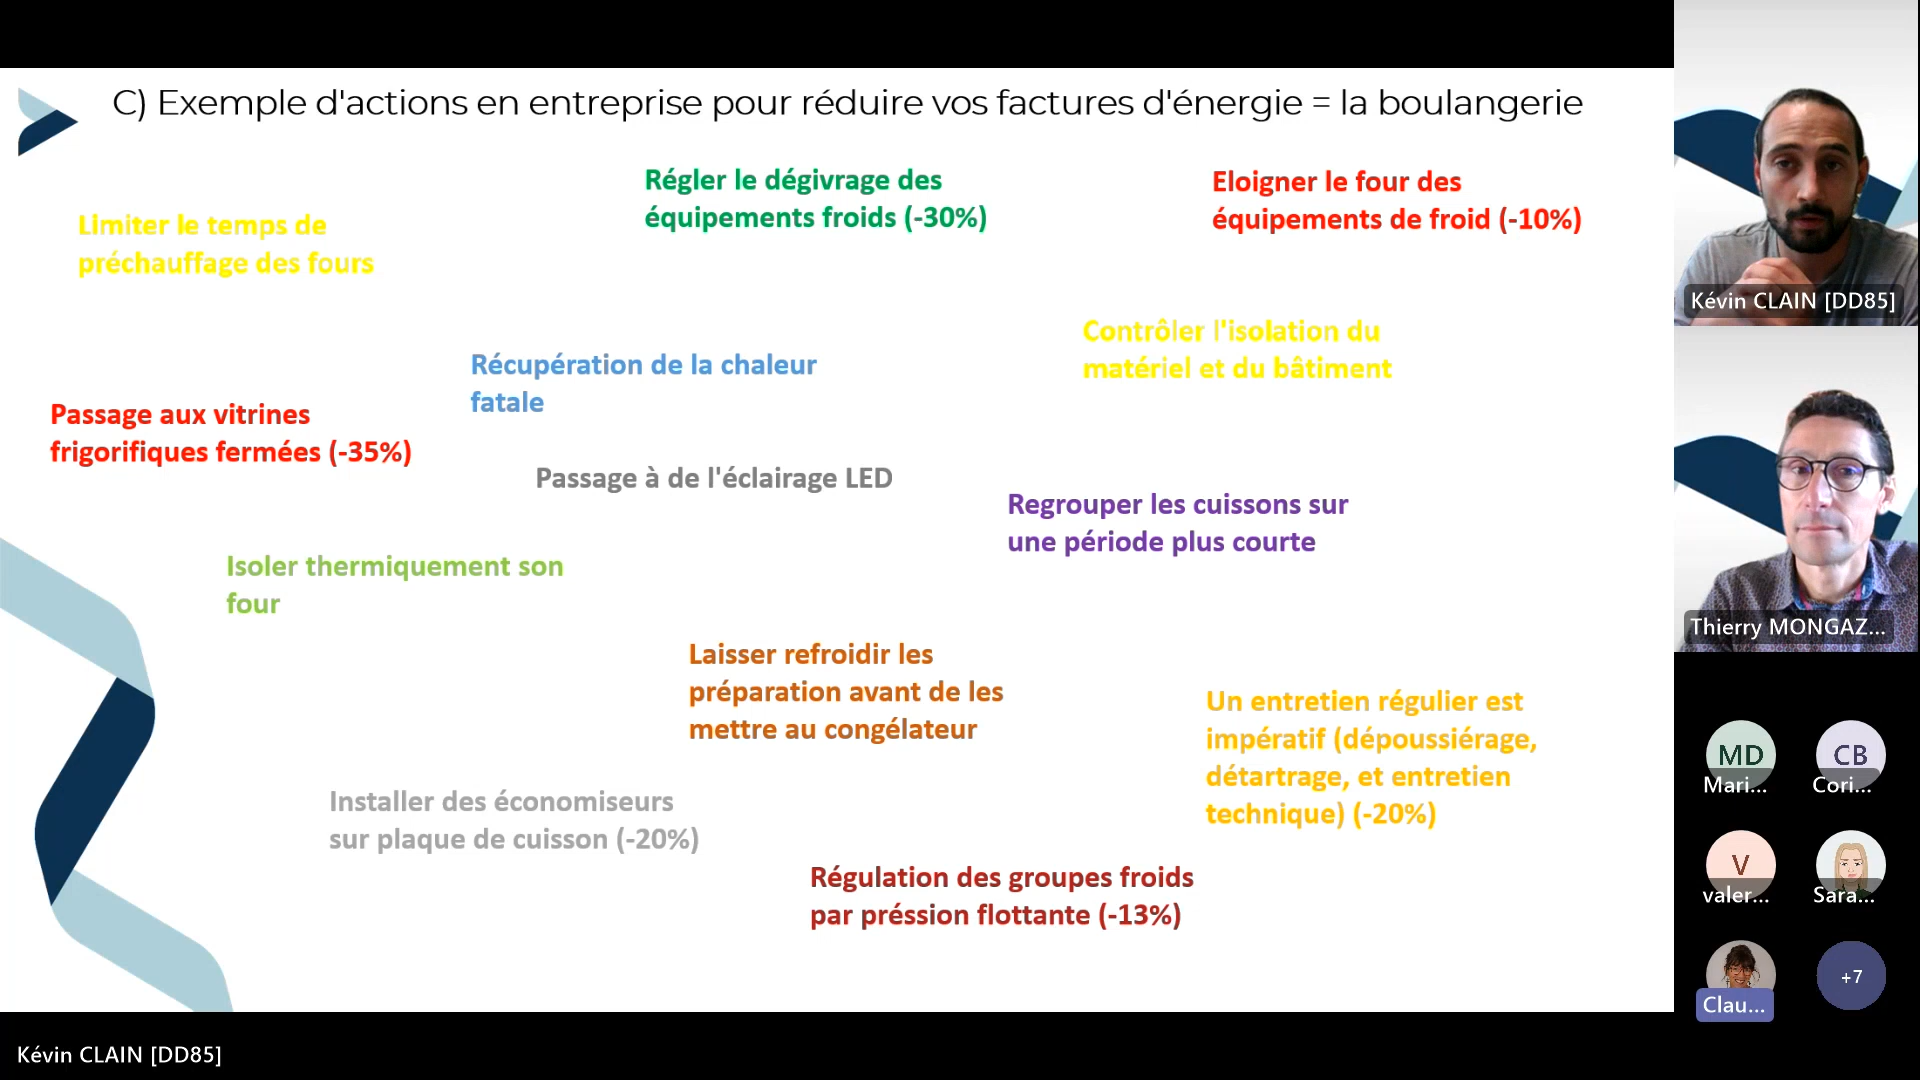 C) Exemple d'actions en entreprise pour réduire vos factures d'énergie = la boulangerie
Limiter le temps de
préchauffage des fours
Régler le dégivrage des
équipements froids (-30%)
Eloigner le four des
équipements de froid (-10%)
Récupération de la chaleur
fatale
Contrôler l'isolation du
matériel et du bâtiment
Passage aux vitrines
frigorifiques fermées (-35%)
Passage à de l'éclairage LED
Regrouper les cuissons sur
une période plus courte
Isoler thermiquement son
four
Laisser refroidir les
préparation avant de les
mettre au congélateur
Un entretien régulier est
impératif (dépoussiérage,
détartrage, et entretien
technique) (-20%)
Installer des économiseurs
sur plaque de cuisson (-20%)
Régulation des groupes froids
par préssion flottante (-13%)
Kévin CLAIN [DD85]
Kévin CLAIN [DD85]
Thierry MONGAZ...
MD
Mari...
CB
Cori...
V
valer...
Sara...
Clau...
+7